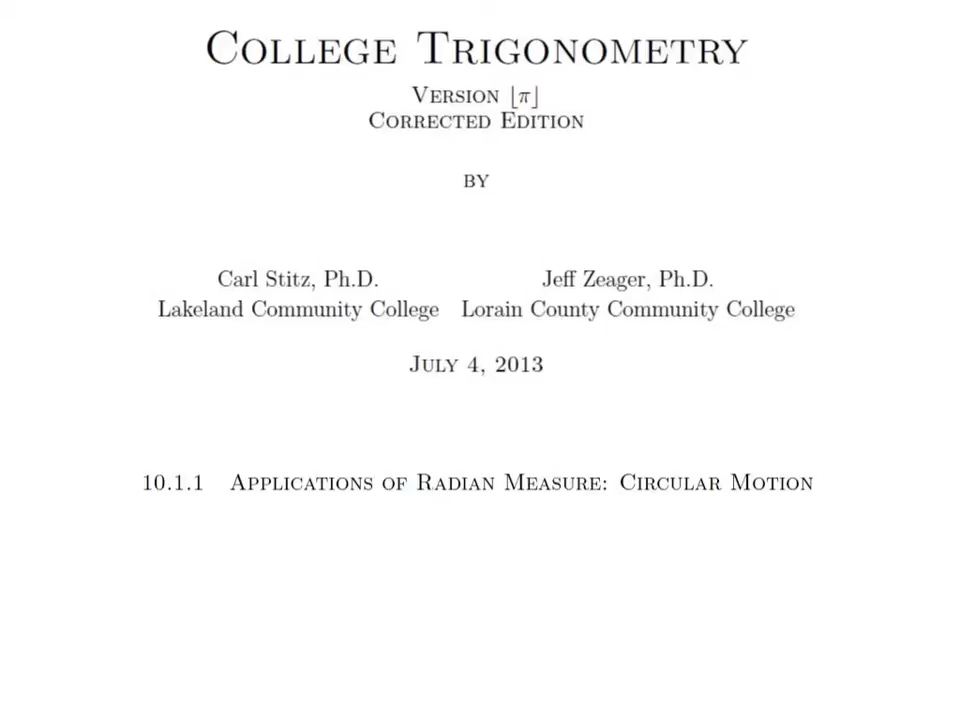 College Trigonometry
Version ⌊π⌋
Corrected Edition
by
Carl Stitz, Ph.D. Jeff Zeager, Ph.D.
Lakeland Community College Lorain County Community College
July 4, 2013
10.1.1 Applications of Radian Measure: Circular Motion